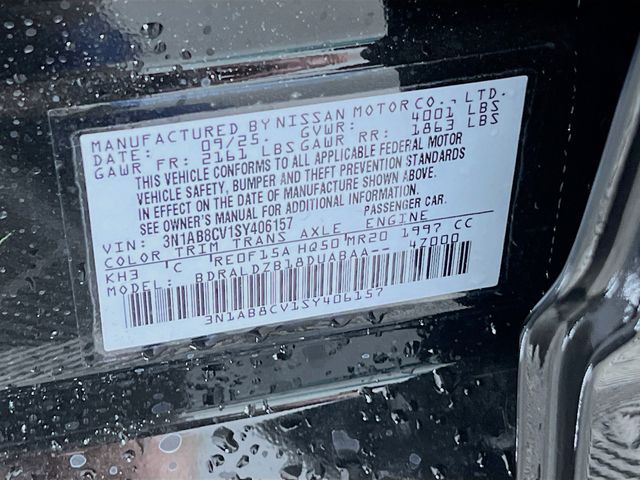 MANUFACTURED BY NISSAN MOTOR CO., LTD.
DATE: 09/25 GVWR: 4001 LBS
GAWR FR: 2161 LBS GAWR RR: 1863 LBS
THIS VEHICLE CONFORMS TO ALL APPLICABLE FEDERAL MOTOR
VEHICLE SAFETY, BUMPER AND THEFT PREVENTION STANDARDS
IN EFFECT ON THE DATE OF MANUFACTURE SHOWN ABOVE.
SEE OWNER'S MANUAL FOR ADDITIONAL INFORMATION.
VIN: 3N1AB8CV1SY406157 PASSENGER CAR.
COLOR TRIM TRANS AXLE ENGINE
KH3 C RE0F15A HQ50 MR20 1997 CC
MODEL: BDRALDZB18DUABAA- 47000
3N1AB8CV1SY406157